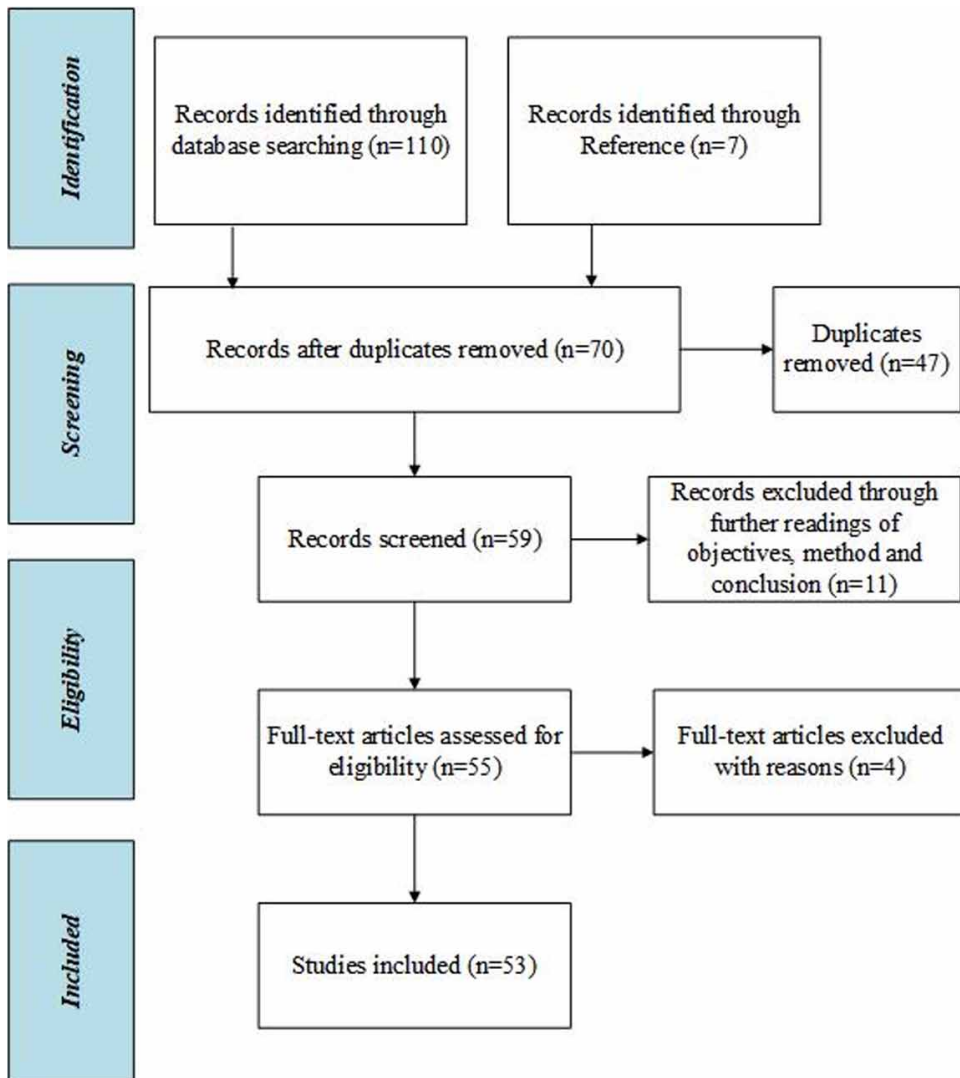 Identification
Records identified through
database searching (n=110)
Records identified through
Reference (n=7)
Screening
Records after duplicates removed (n=70)
Duplicates
removed (n=47)
Records screened (n=59)
Records excluded through
further readings of
objectives, method and
conclusion (n=11)
Eligibility
Full-text articles assessed for
eligibility (n=55)
Full-text articles excluded
with reasons (n=4)
Included
Studies included (n=53)